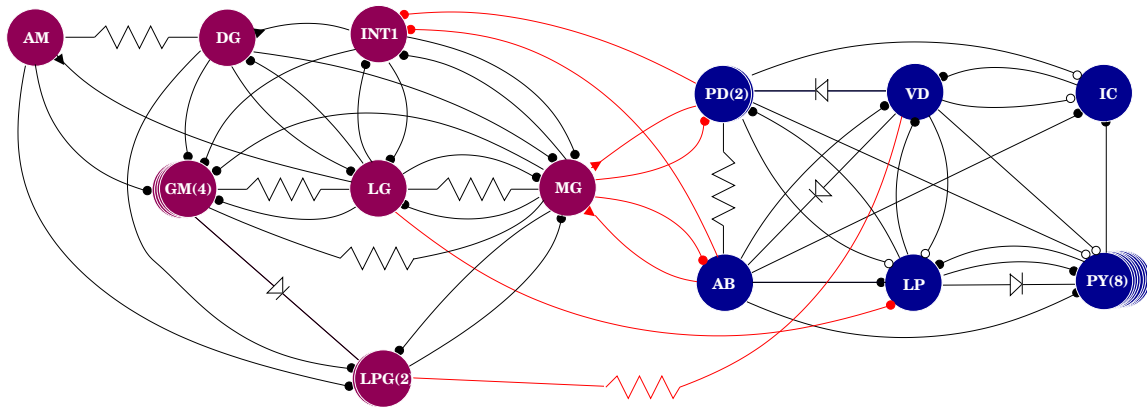 AM
DG
INT1
PD(2)
VD
IC
GM(4)
LG
MG
AB
LP
PY(8)
LPG(2